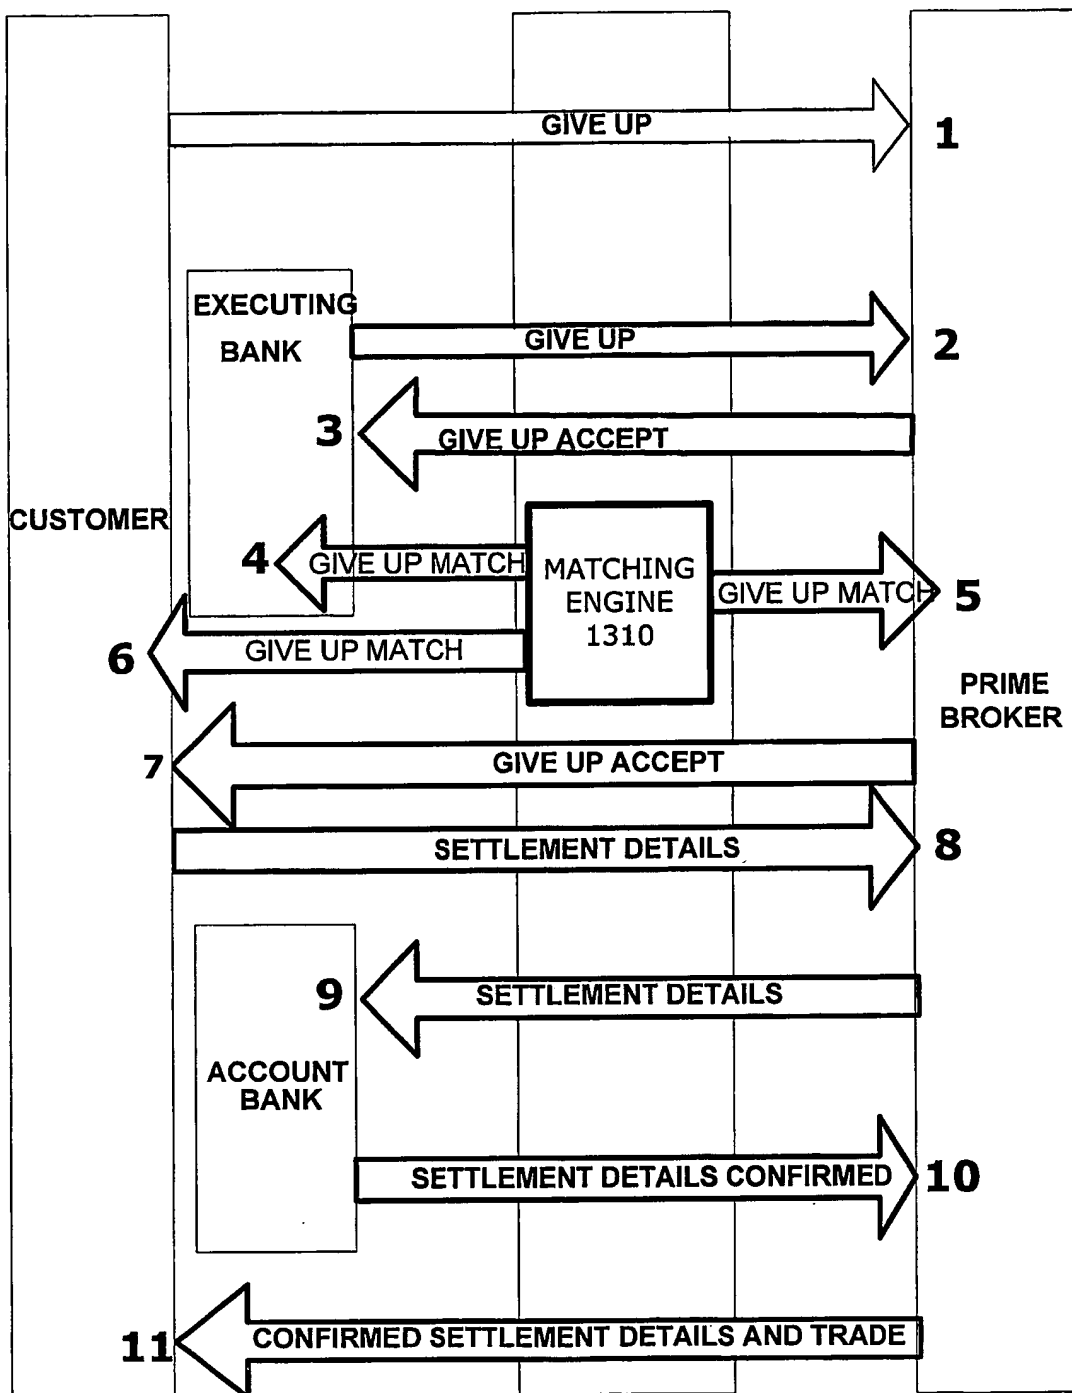 GIVE UP
1
EXECUTING
BANK
GIVE UP
2
3
GIVE UP ACCEPT
CUSTOMER
4
GIVE UP MATCH
MATCHING
ENGINE
1310
GIVE UP MATCH
5
6
GIVE UP MATCH
PRIME
BROKER
7
GIVE UP ACCEPT
SETTLEMENT DETAILS
8
9
SETTLEMENT DETAILS
ACCOUNT
BANK
SETTLEMENT DETAILS CONFIRMED
10
11
CONFIRMED SETTLEMENT DETAILS AND TRADE